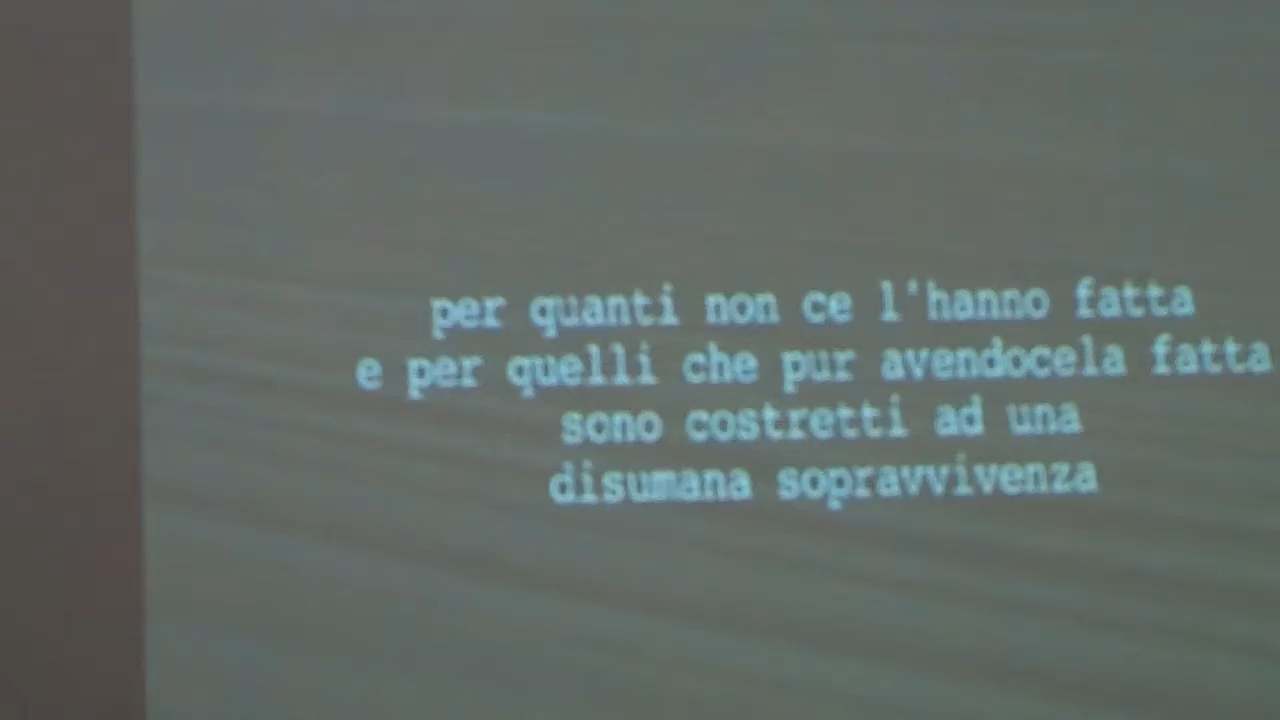 per quanti non ce l'hanno fatta
e per quelli che pur avendocela fatta
sono costretti ad una
disumana sopravvivenza